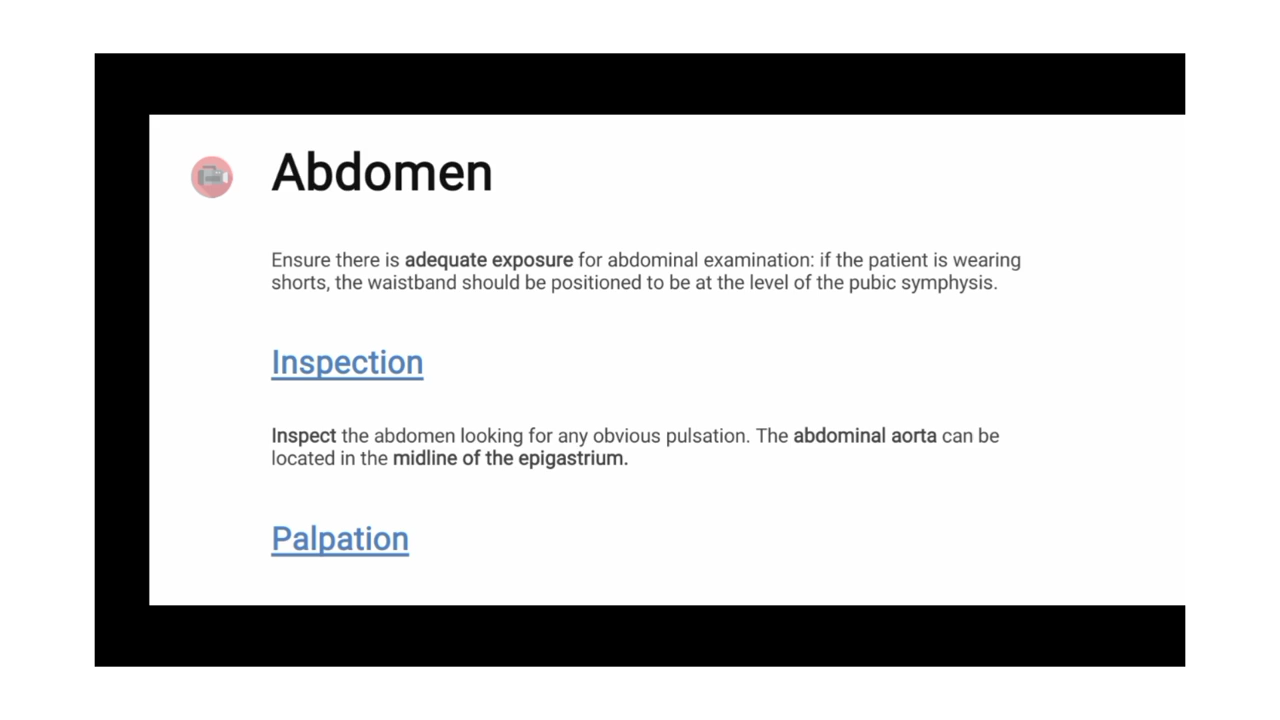 Abdomen
Ensure there is adequate exposure for abdominal examination: if the patient is wearing
shorts, the waistband should be positioned to be at the level of the pubic symphysis.
Inspection
Inspect the abdomen looking for any obvious pulsation. The abdominal aorta can be
located in the midline of the epigastrium.
Palpation